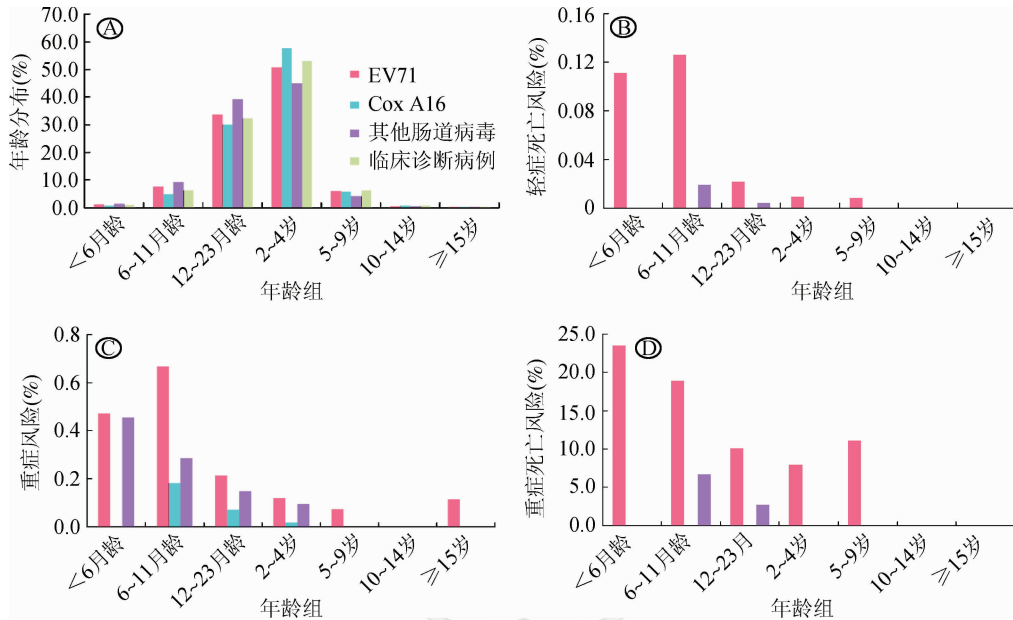 Ⓐ
年龄分布(%)
70.0
60.0
50.0
40.0
30.0
20.0
10.0
0.0
EV71
Cox A16
其他肠道病毒
临床诊断病例
<6月龄
6~11月龄
12~23月龄
2~4岁
5~9岁
10~14岁
≥15岁
年龄组
Ⓑ
轻症死亡风险(%)
0.16
0.12
0.04
0
<6月龄
6~11月龄
12~23月龄
2~4岁
5~9岁
10~14岁
≥15岁
年龄组
Ⓒ
重症风险(%)
0.8
0.6
0.4
0.2
0.0
<6月龄
6~11月龄
12~23月龄
2~4岁
5~9岁
10~14岁
≥15岁
年龄组
Ⓓ
重症死亡风险(%)
25.0
20.0
15.0
10.0
5.0
0.0
<6月龄
6~11月龄
12~23月
2~4岁
5~9岁
10~14岁
≥15岁
年龄组